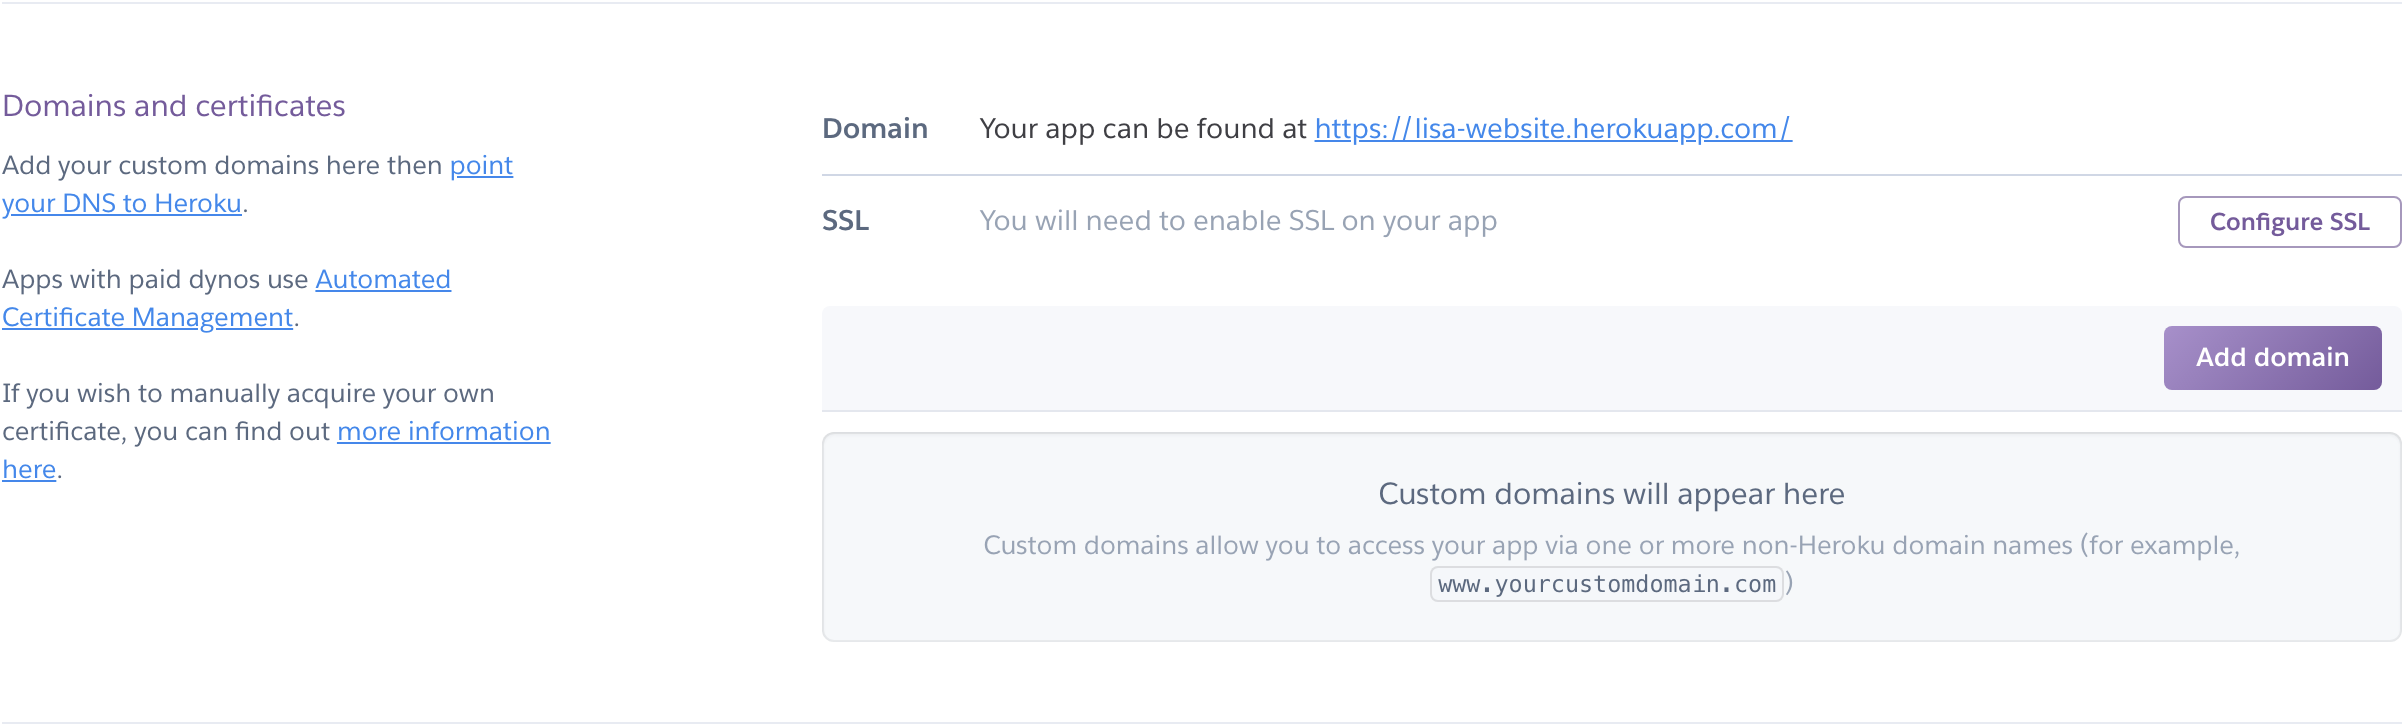 Domains and certificates
Add your custom domains here then point
your DNS to Heroku.
Apps with paid dynos use Automated
Certificate Management.
If you wish to manually acquire your own
certificate, you can find out more information
here.
Domain Your app can be found at https://lisa-website.herokuapp.com/
SSL You will need to enable SSL on your app Configure SSL
Add domain
Custom domains will appear here
Custom domains allow you to access your app via one or more non-Heroku domain names (for example,
www.yourcustomdomain.com)